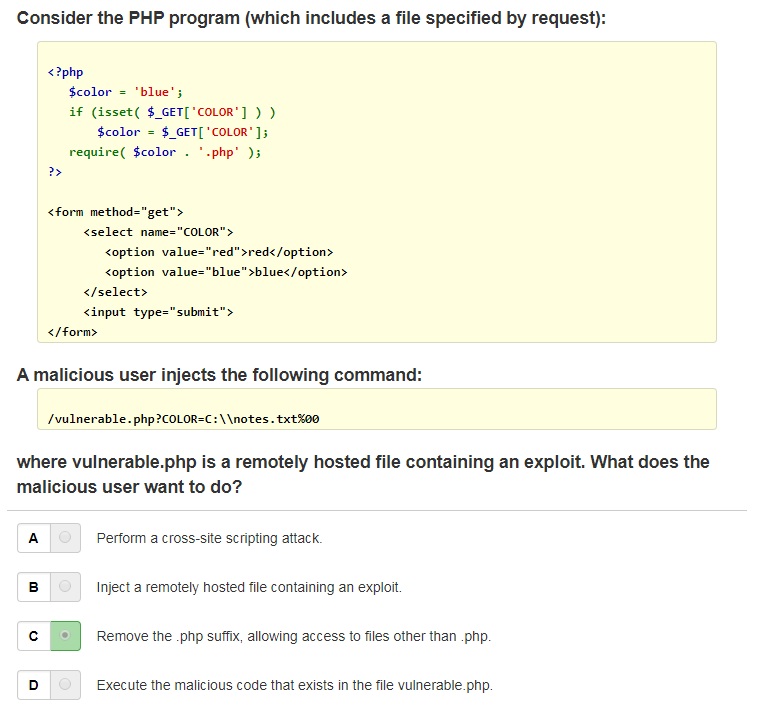 Consider the PHP program (which includes a file specified by request):
<?php
$color = 'blue';
if (isset( $_GET['COLOR'] ) )
$color = $_GET['COLOR'];
require( $color . '.php' );
?>
<form method="get">
<select name="COLOR">
<option value="red">red</option>
<option value="blue">blue</option>
</select>
<input type="submit">
</form>
A malicious user injects the following command:
/vulnerable.php?COLOR=C:\\notes.txt%00
where vulnerable.php is a remotely hosted file containing an exploit. What does the
malicious user want to do?
A Perform a cross-site scripting attack.
B Inject a remotely hosted file containing an exploit.
C Remove the .php suffix, allowing access to files other than .php.
D Execute the malicious code that exists in the file vulnerable.php.